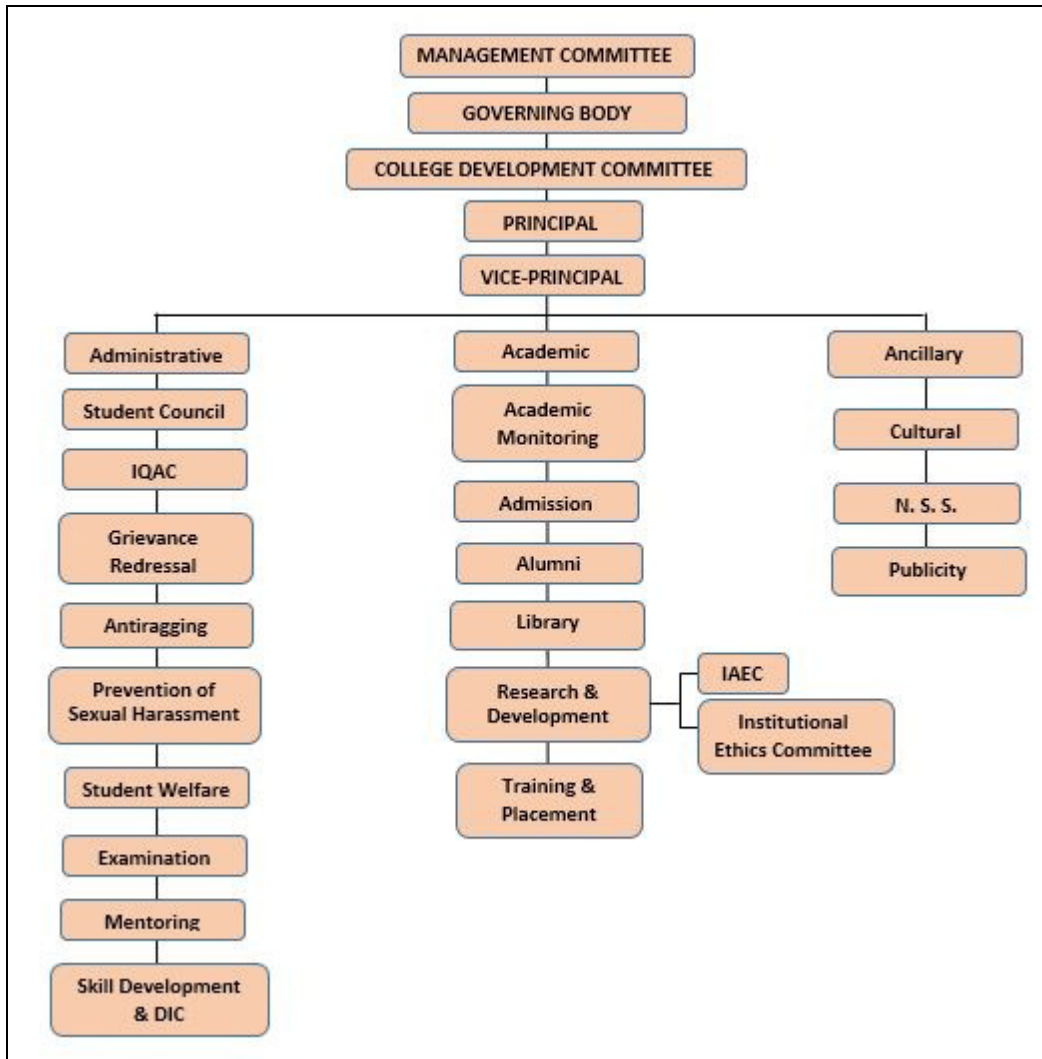 MANAGEMENT COMMITTEE
GOVERNING BODY
COLLEGE DEVELOPMENT COMMITTEE
PRINCIPAL
VICE-PRINCIPAL
Administrative
Student Council
IQAC
Grievance
Redressal
Antiragging
Prevention of
Sexual Harassment
Student Welfare
Examination
Mentoring
Skill Development
& DIC
Academic
Academic
Monitoring
Admission
Alumni
Library
Research &
Development
IAEC
Institutional
Ethics Committee
Training &
Placement
Ancillary
Cultural
N. S. S.
Publicity